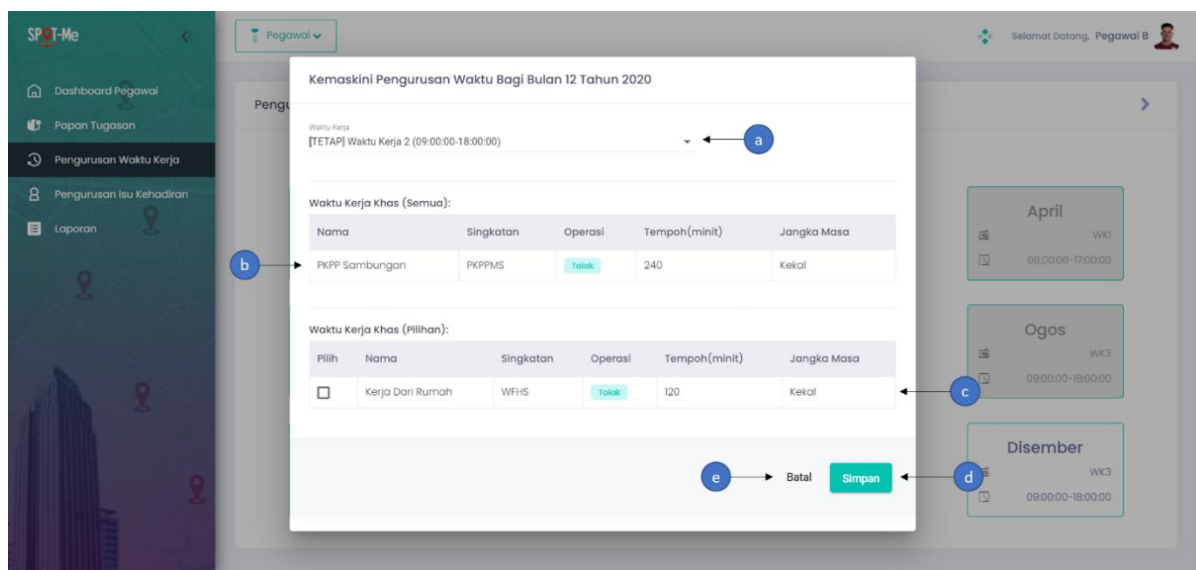 SPOT-Me
Pegawai
Selamat Datang, Pegawai B
Dashboard Pegawai
Papan Tugasan
Pengurusan Waktu Kerja
Pengurusan Isu Kehadiran
Laporan
Kemaskini Pengurusan Waktu Bagi Bulan 12 Tahun 2020
Waktu Kerja
[TETAP] Waktu Kerja 2 (09:00:00-18:00:00)
a
Waktu Kerja Khas (Semua):
Nama Singkatan Operasi Tempoh(minit) Jangka Masa
b
PKPP Sambungan PKPPMS Tolak 240 Kekal
Waktu Kerja Khas (Pilihan):
Pilih Nama Singkatan Operasi Tempoh(minit) Jangka Masa
Kerja Dari Rumah WFHS Tolak 120 Kekal
c
e
Batal
Simpan
d
April
WK1
08:00:00-17:00:00
Ogos
WK3
09:00:00-18:00:00
Disember
WK3
09:00:00-18:00:00